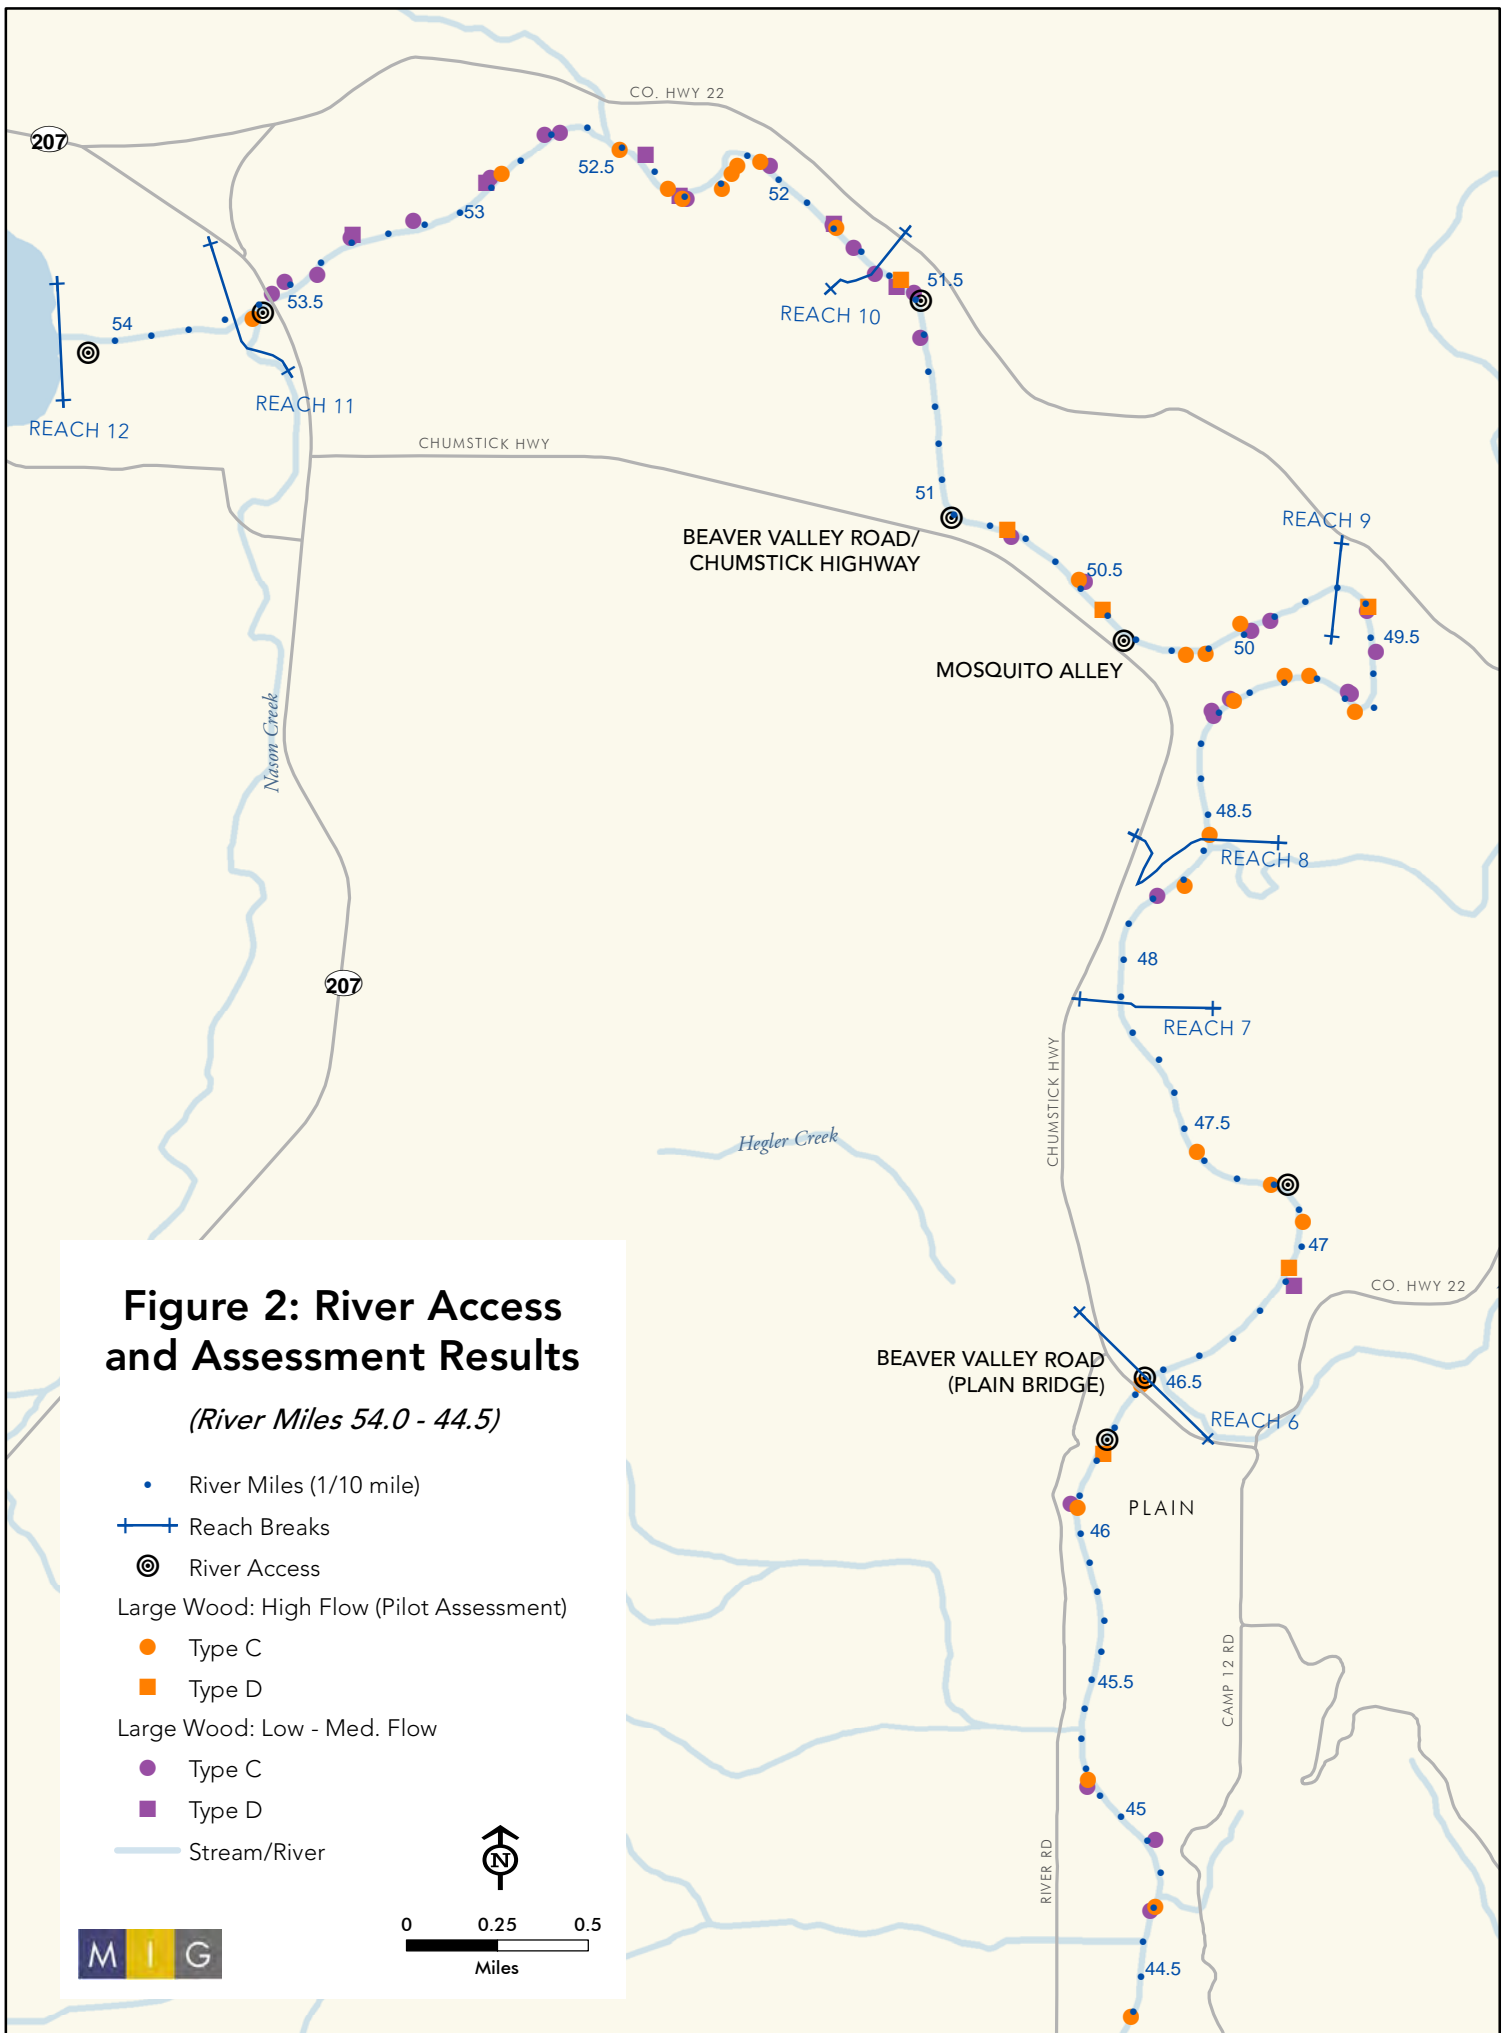 CO. HWY 22
207
52.5
52
53
51.5
53.5
REACH 10
54
REACH 11
REACH 12
CHUMSTICK HWY
51
REACH 9
BEAVER VALLEY ROAD/
CHUMSTICK HIGHWAY
50.5
49.5
50
MOSQUITO ALLEY
Nason Creek
48.5
REACH 8
48
207
REACH 7
CHUMSTICK HWY
47.5
Hegler Creek
47
CO. HWY 22
BEAVER VALLEY ROAD
(PLAIN BRIDGE)
46.5
REACH 6
PLAIN
46
45.5
CAMP 12 RD
45
RIVER RD
44.5
Figure 2: River Access
and Assessment Results
(River Miles 54.0 - 44.5)
River Miles (1/10 mile)
Reach Breaks
River Access
Large Wood: High Flow (Pilot Assessment)
Type C
Type D
Large Wood: Low - Med. Flow
Type C
Type D
Stream/River
N
0 0.25 0.5
Miles
M I G